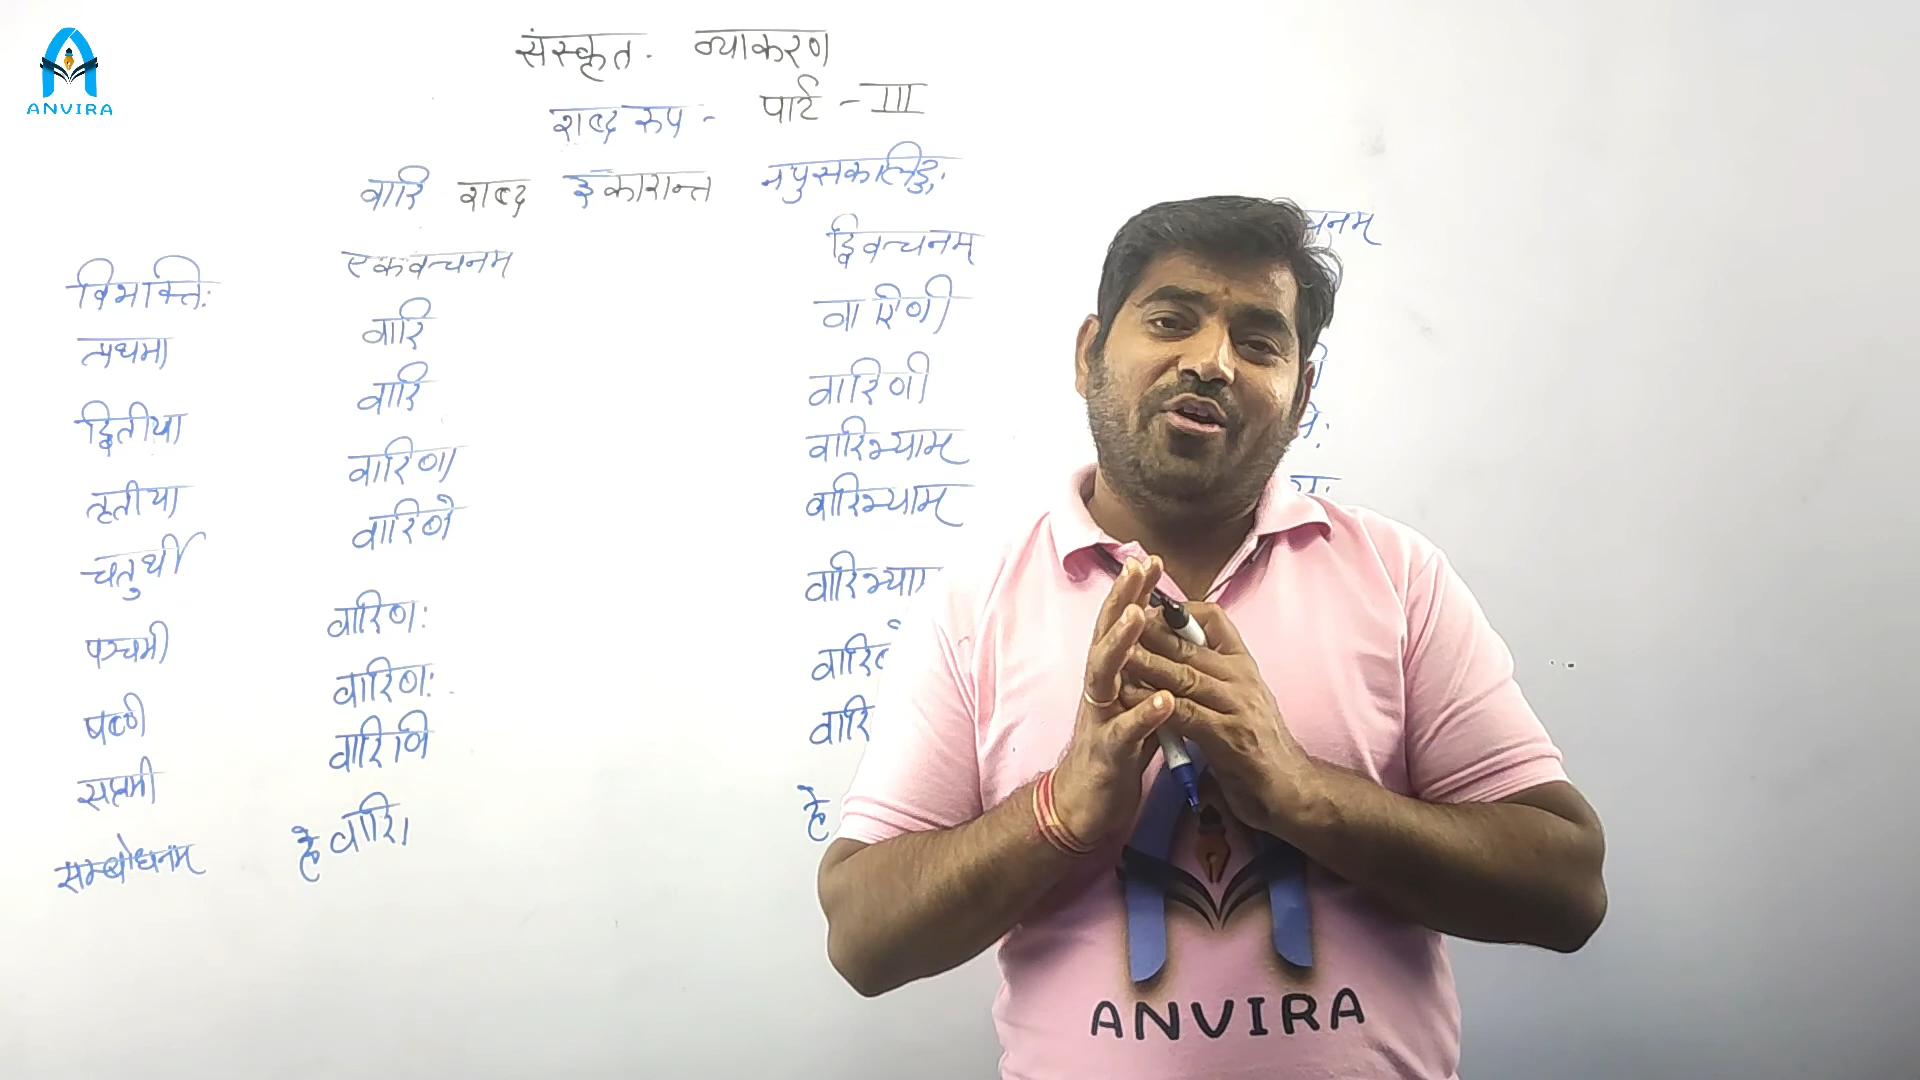 ANVIRA
संस्कृत - व्याकरण
शब्द रुप - पार्ट - III
वारि शब्द इकारान्त नपुसकलिङ्ग:
विभक्ति: एकवचनम् द्विवचनम् चनम्
प्रथमा वारि वारिणी
द्वितीया वारि वारिणी
तृतीया वारिणा वारिभ्याम्
चतुर्थी वारिणे वारिभ्याम्
पञ्चमी वारिण: वारिभ्या
षष्ठी वारिण: वारि
सप्तमी वारिणि वारि
सम्बोधनम् हे वारि। हे
ANVIRA